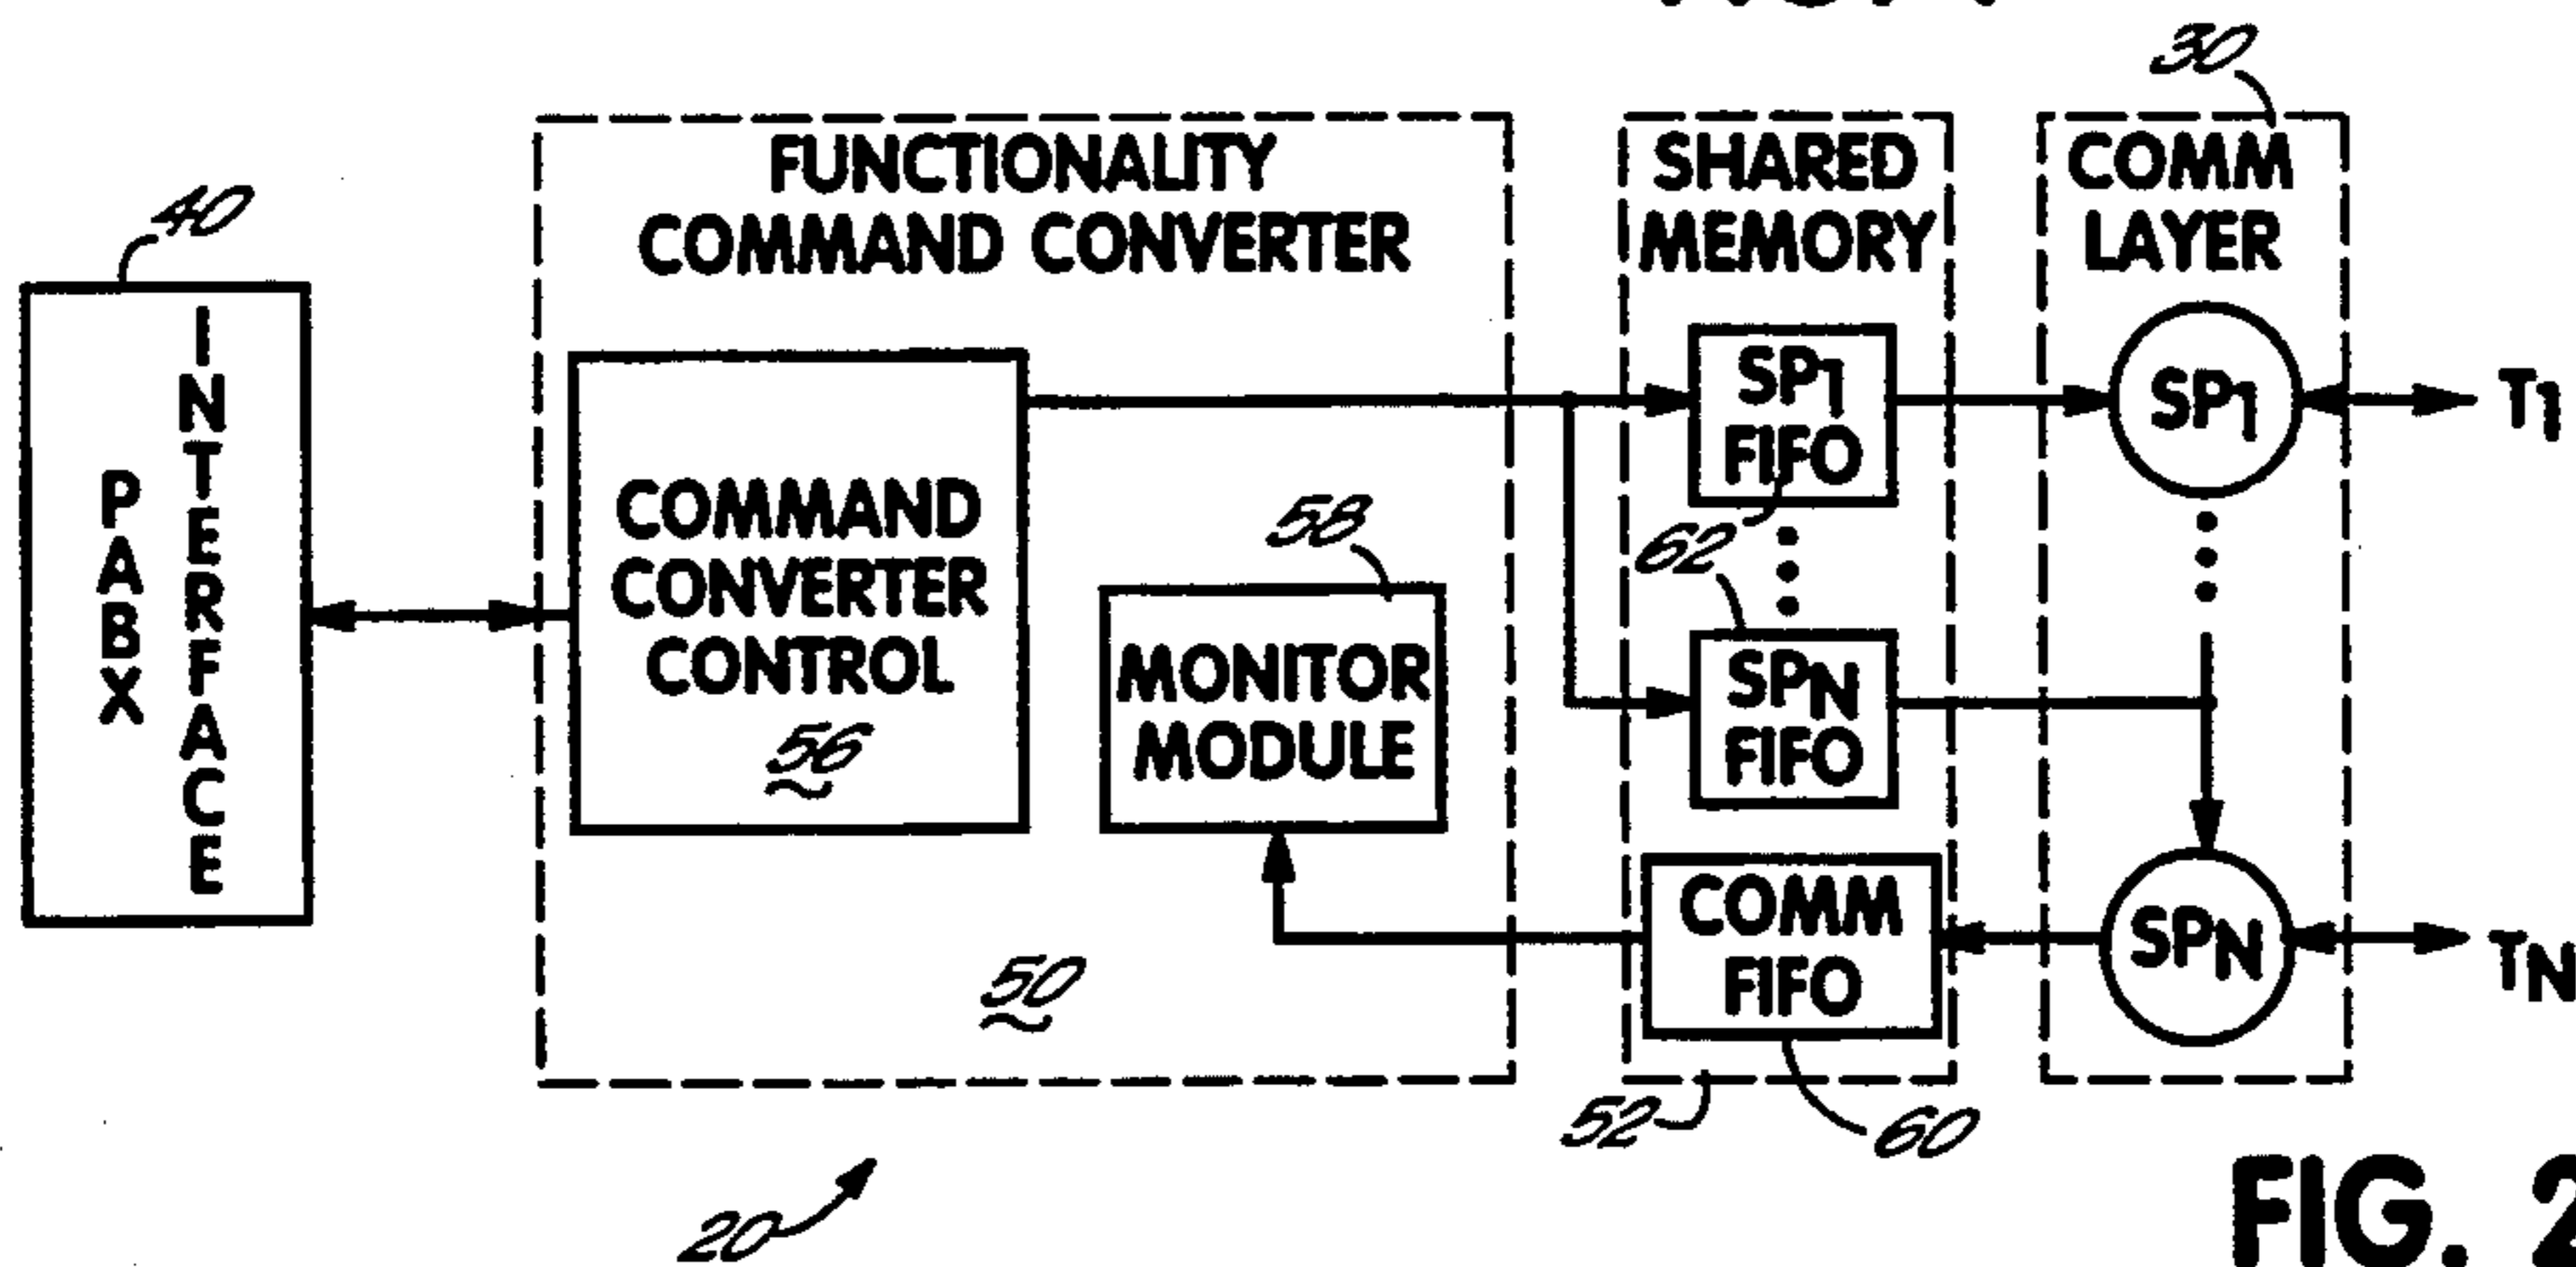 30
40
FUNCTIONALITY
COMMAND CONVERTER
SHARED
MEMORY
COMM
LAYER
PABX
INTERFACE
COMMAND
CONVERTER
CONTROL
56
58
MONITOR
MODULE
SP1
FIFO
62
SPN
FIFO
COMM
FIFO
SP1
T1
SPN
TN
50
52
60
20
FIG. 2